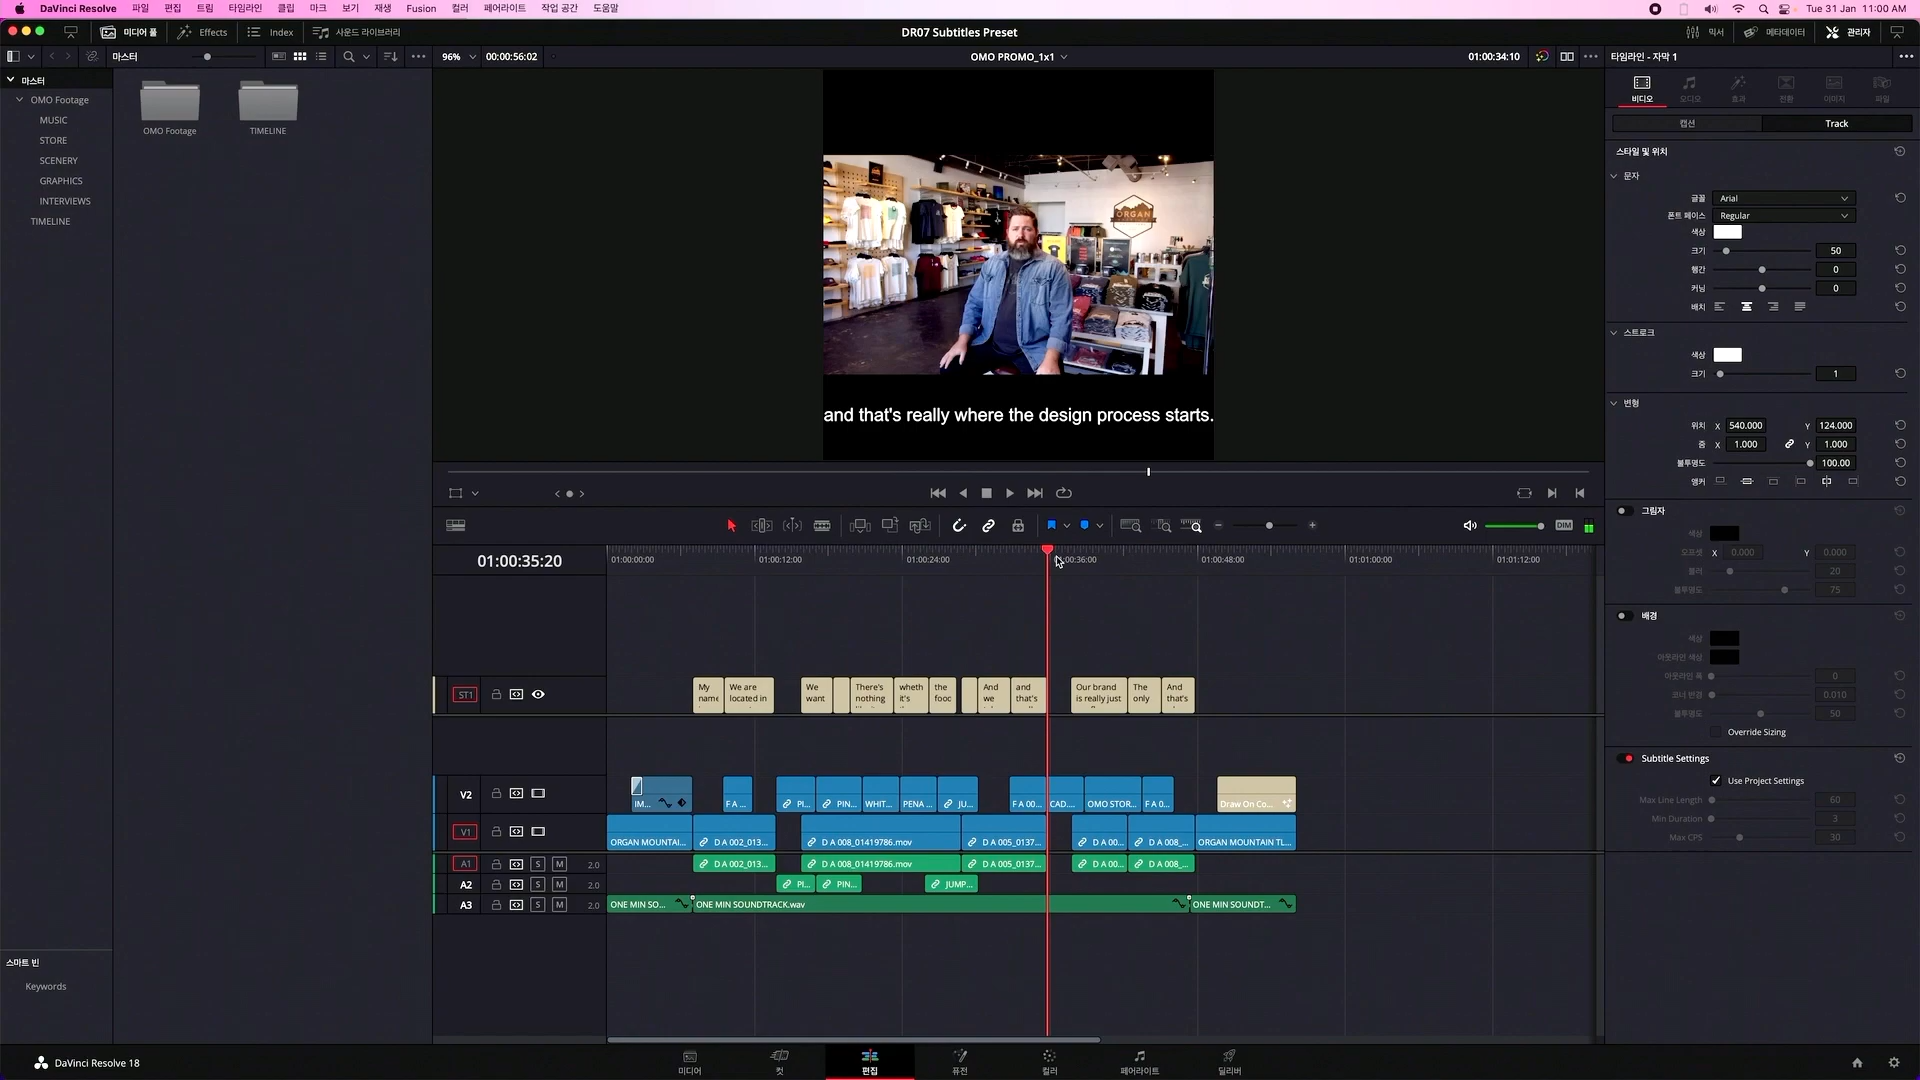 DaVinci Resolve 파일 편집 트림 타임라인 클립 마크 보기 재생 Fusion 컬러 페어라이트 작업 공간 도움말
Tue 31 Jan 11:00 AM
미디어 풀 Effects Index 사운드 라이브러리
DR07 Subtitles Preset
믹서 메타데이터 관리자
마스터
96% 00:00:56:02
OMO PROMO_1x1
01:00:34:10
타임라인 - 자막 1
마스터
OMO Footage
MUSIC
STORE
SCENERY
GRAPHICS
INTERVIEWS
TIMELINE
스마트 빈
Keywords
OMO Footage
TIMELINE
ORGAN
and that's really where the design process starts.
비디오 오디오 효과 전환 이미지 파일
캡션 Track
스타일 및 위치
문자
글꼴 Arial
폰트 페이스 Regular
색상
크기 50
행간 0
커닝 0
배치
스트로크
색상
크기 1
변형
위치 X 540.000 Y 124.000
줌 X 1.000 Y 1.000
불투명도 100.00
앵커
그림자
색상
오프셋 X 0.000 Y 0.000
블러 20
불투명도 75
배경
색상
아웃라인 색상
아웃라인 폭 0
코너 반경 0.010
불투명도 50
Override Sizing
Subtitle Settings
Use Project Settings
Max Line Length 60
Min Duration 3
Max CPS 30
DIM
01:00:35:20
01:00:00:00 01:00:12:00 01:00:24:00 00:36:00 01:00:48:00 01:01:00:00 01:01:12:00
ST1
My name
We are located in
We want
There's nothing
wheth it's
the fooc
And we
and that's
Our brand is really just
The only
And that's
V2
IM... F A ... PI... PIN... WHIT... PENA ... JU... F A 00... CAD.... OMO STOR... F A 0... Draw On Co...
V1
ORGAN MOUNTAI... D A 002_013... D A 008_01419786.mov D A 005_0137... D A 00... D A 008_... ORGAN MOUNTAIN TL...
A1 S M 2.0
D A 002_013... D A 008_01419786.mov D A 005_0137... D A 00... D A 008_...
A2 S M 2.0
PI... PIN... JUMP...
A3 S M 2.0
ONE MIN SO... ONE MIN SOUNDTRACK.wav ONE MIN SOUNDT...
DaVinci Resolve 18
미디어 컷 편집 퓨전 컬러 페어라이트 딜리버